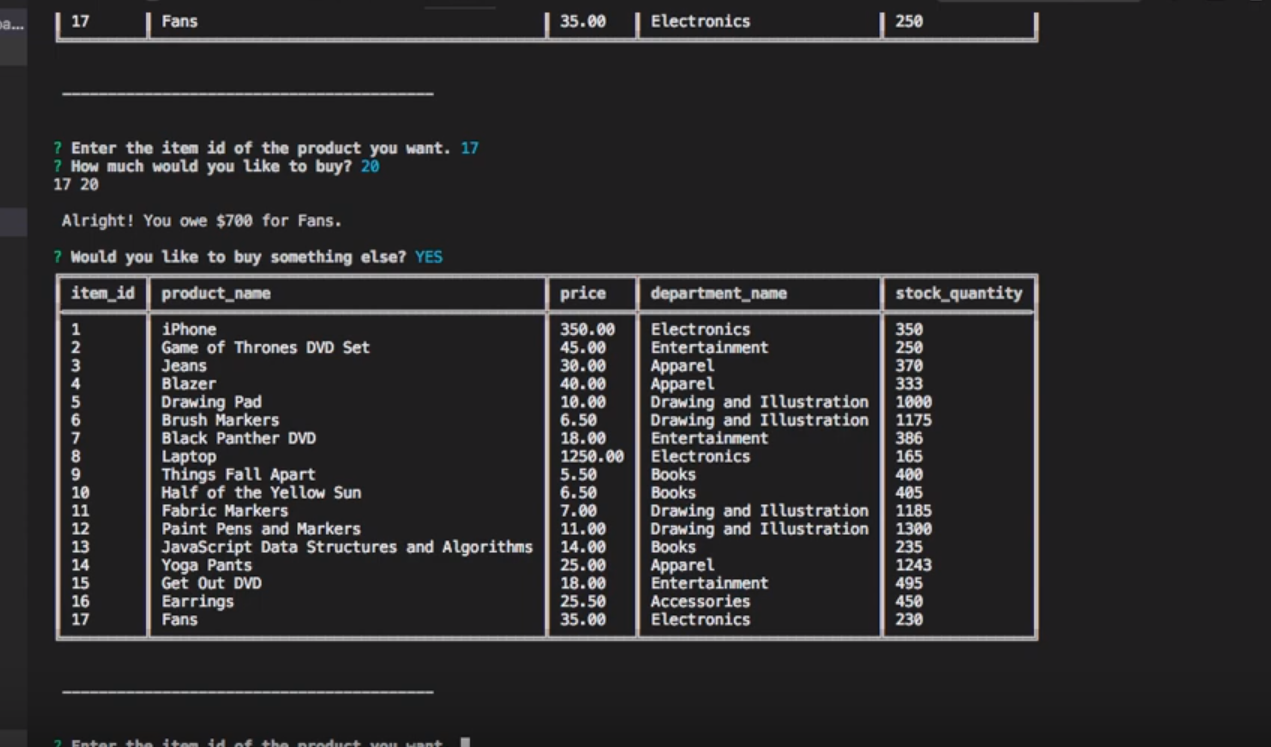 oa...
17 Fans 35.00 Electronics 250
? Enter the item id of the product you want. 17
? How much would you like to buy? 20
17 20
Alright! You owe $700 for Fans.
? Would you like to buy something else? YES
item_id product_name price department_name stock_quantity
1 iPhone 350.00 Electronics 350
2 Game of Thrones DVD Set 45.00 Entertainment 250
3 Jeans 30.00 Apparel 370
4 Blazer 40.00 Apparel 333
5 Drawing Pad 10.00 Drawing and Illustration 1000
6 Brush Markers 6.50 Drawing and Illustration 1175
7 Black Panther DVD 18.00 Entertainment 386
8 Laptop 1250.00 Electronics 165
9 Things Fall Apart 5.50 Books 400
10 Half of the Yellow Sun 6.50 Books 405
11 Fabric Markers 7.00 Drawing and Illustration 1185
12 Paint Pens and Markers 11.00 Drawing and Illustration 1300
13 JavaScript Data Structures and Algorithms 14.00 Books 235
14 Yoga Pants 25.00 Apparel 1243
15 Get Out DVD 18.00 Entertainment 495
16 Earrings 25.50 Accessories 450
17 Fans 35.00 Electronics 230
? Enter the item id of the product you want.